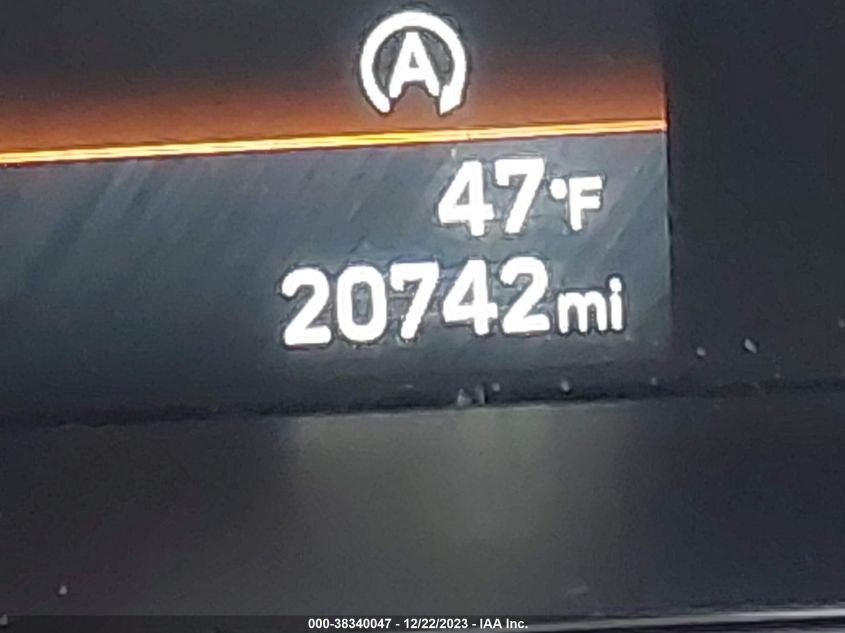 A
47°F
20742mi
000-38340047 - 12/22/2023 - IAA Inc.